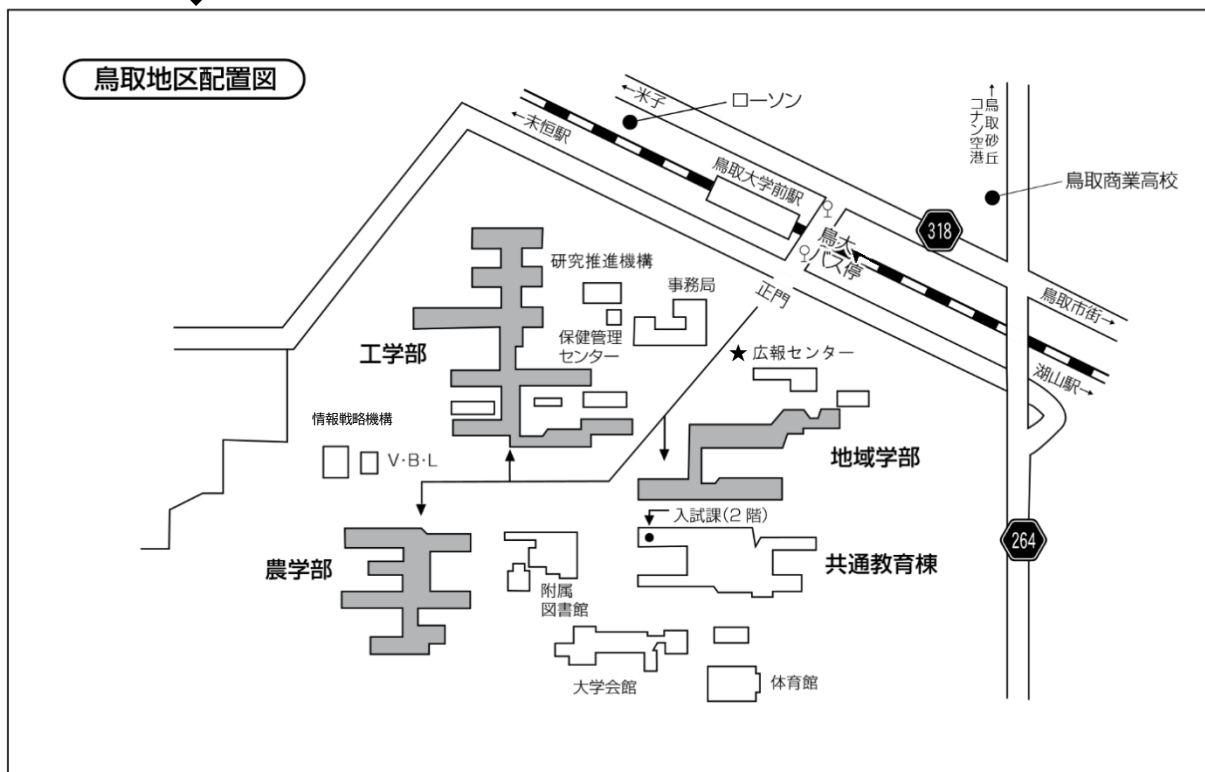 鳥取地区配置図
←米子
ローソン
←末恒駅
↑鳥取砂丘
コナン空港
鳥取大学前駅
鳥取商業高校
318
鳥大
バス停
研究推進機構
事務局
正門
鳥取市街→
保健管理
センター
★広報センター
湖山駅→
工学部
情報戦略機構
V・B・L
地域学部
入試課(2階)
264
農学部
共通教育棟
附属
図書館
大学会館
体育館